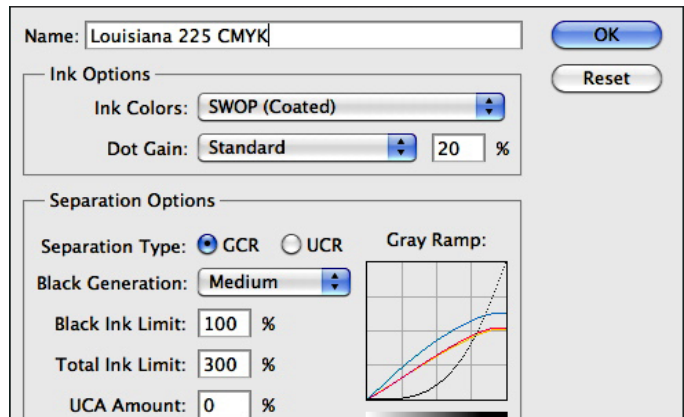 Name: Louisiana 225 CMYK
OK
Reset
Ink Options
Ink Colors: SWOP (Coated)
Dot Gain: Standard 20 %
Separation Options
Separation Type: GCR UCR
Gray Ramp:
Black Generation: Medium
Black Ink Limit: 100 %
Total Ink Limit: 300 %
UCA Amount: 0 %